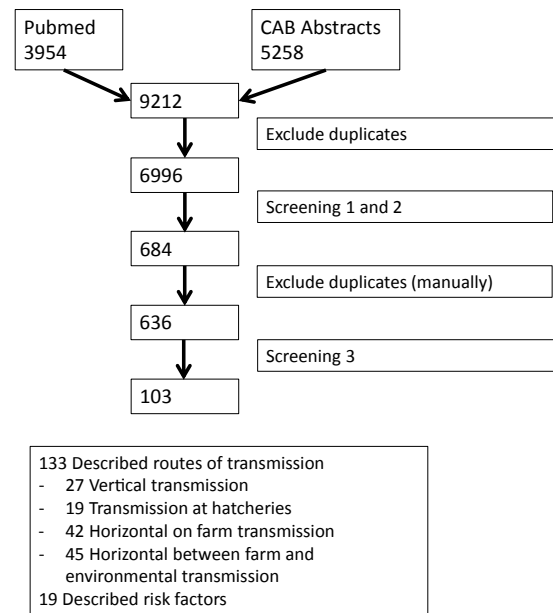 Pubmed
3954
CAB Abstracts
5258
9212
Exclude duplicates
6996
Screening 1 and 2
684
Exclude duplicates (manually)
636
Screening 3
103
133 Described routes of transmission
- 27 Vertical transmission
- 19 Transmission at hatcheries
- 42 Horizontal on farm transmission
- 45 Horizontal between farm and
environmental transmission
19 Described risk factors